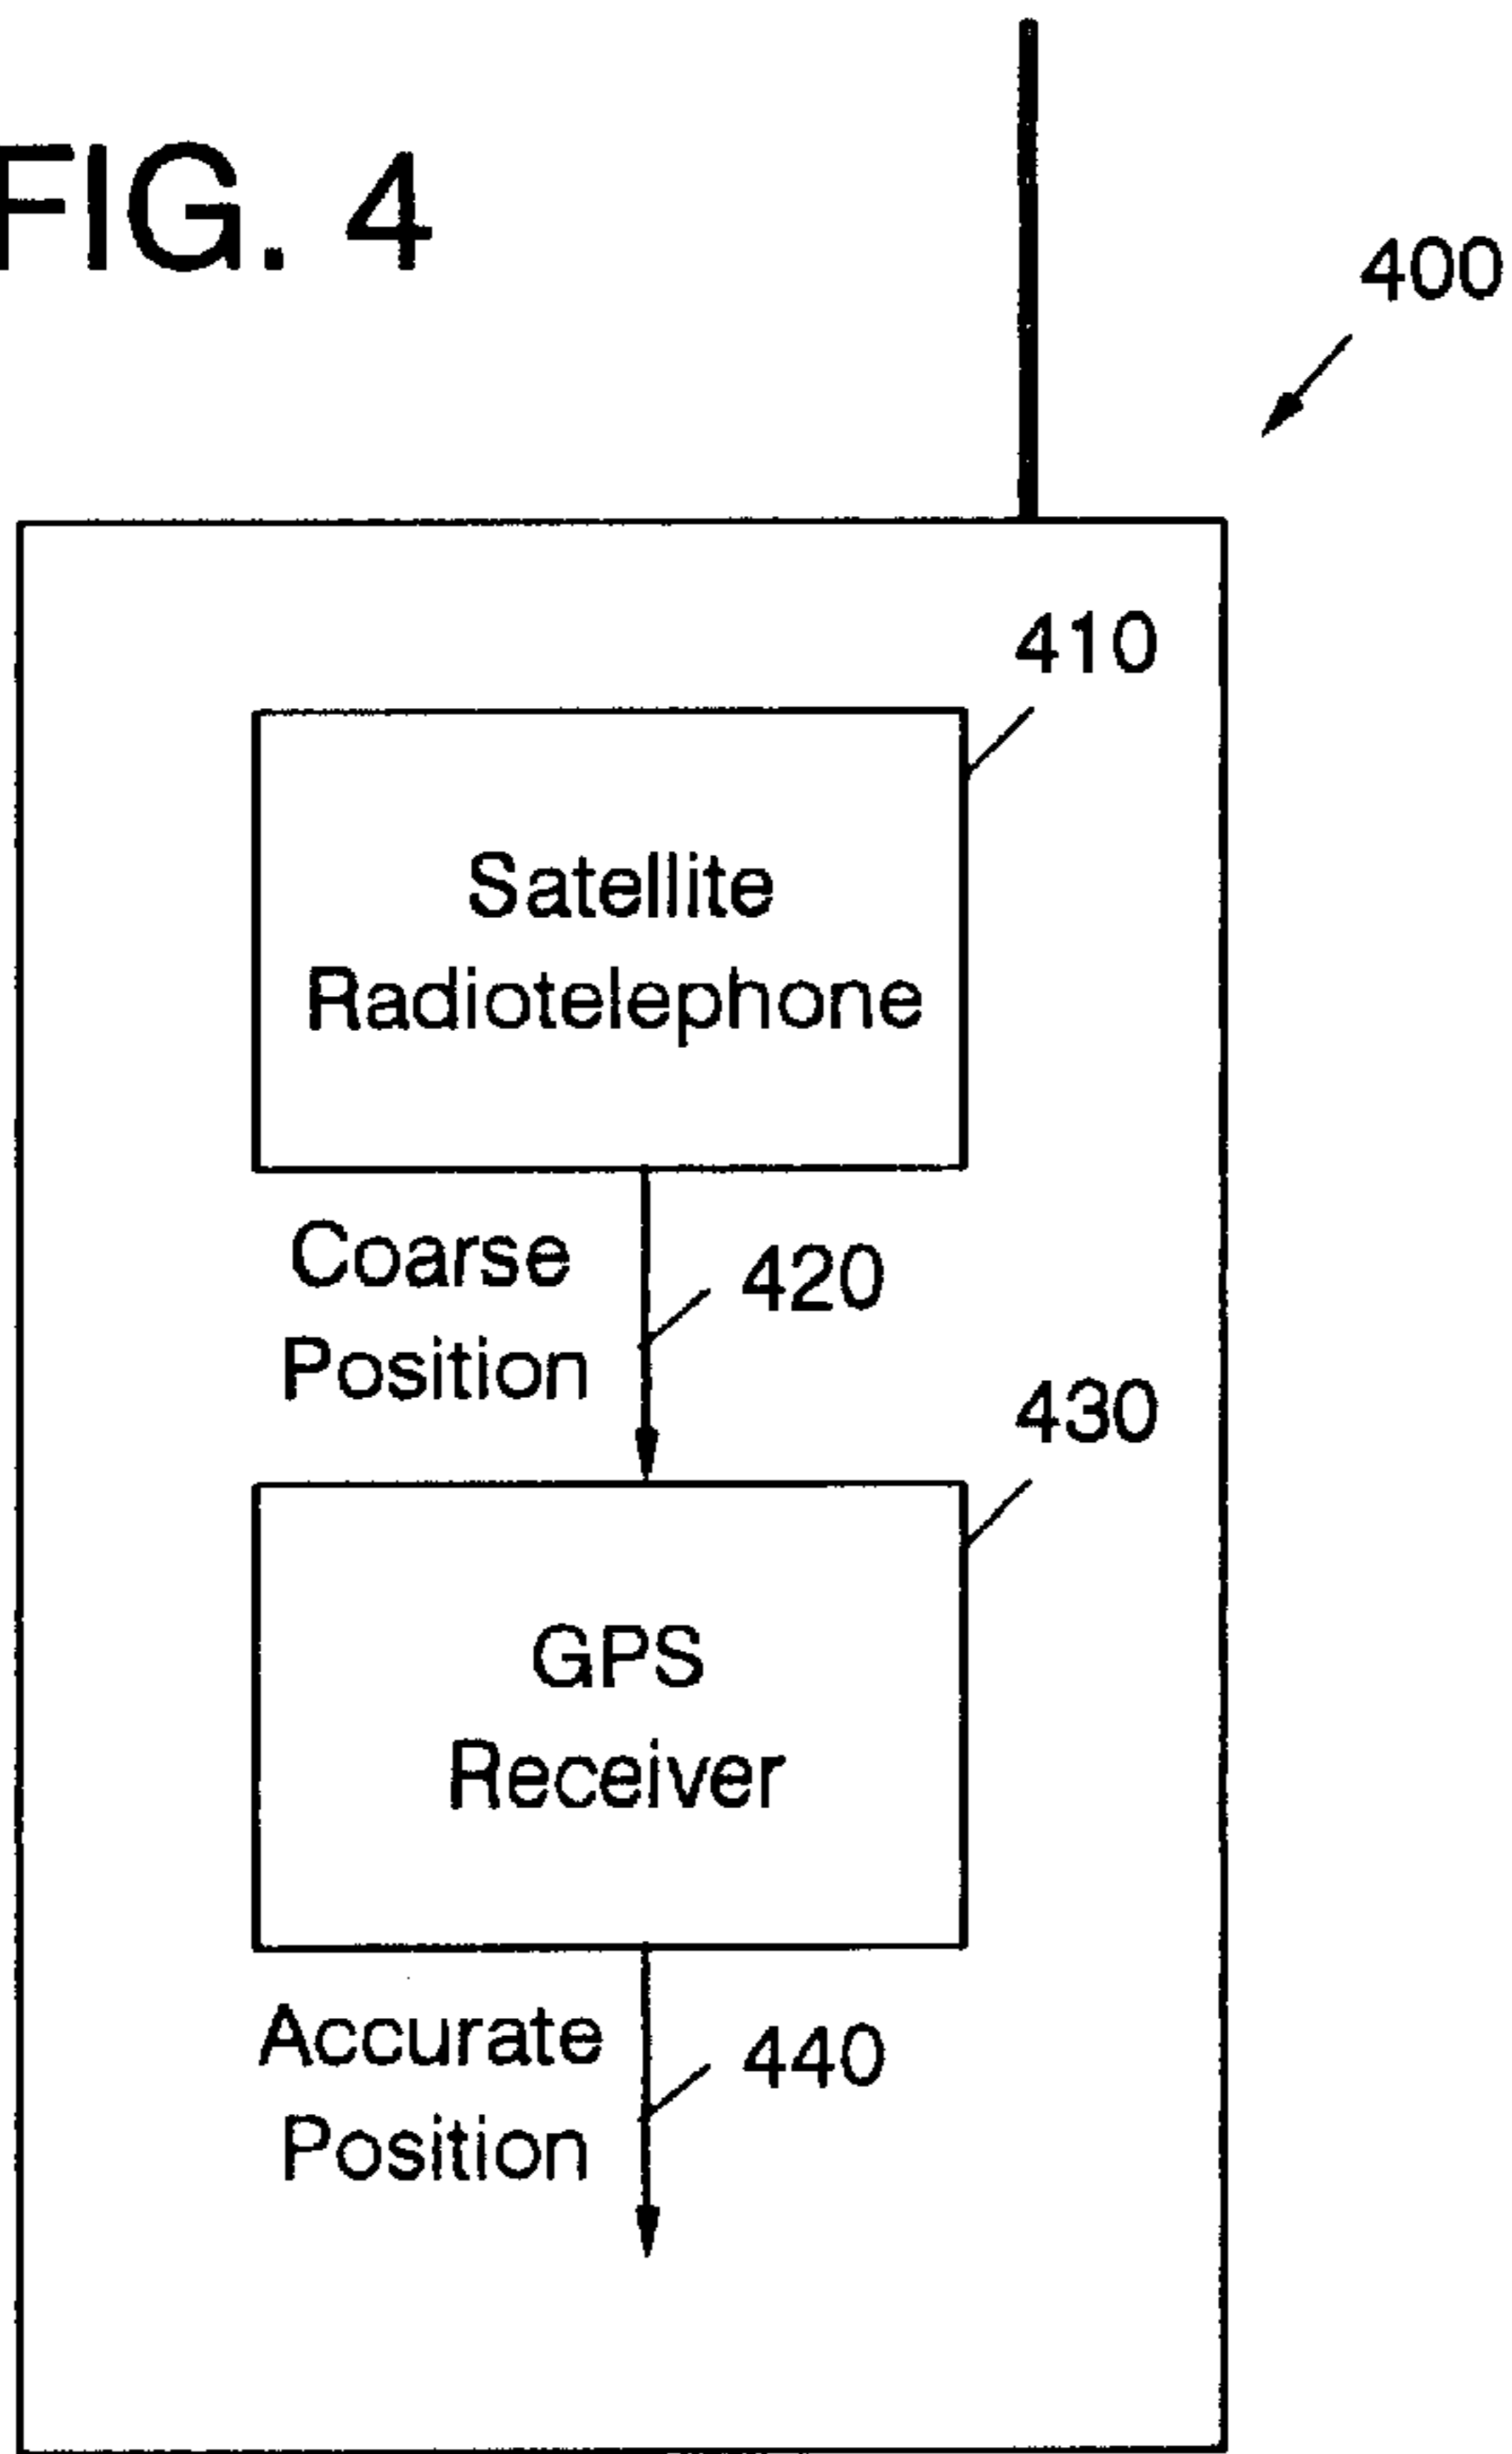 FIG. 4
400
410
Satellite
Radiotelephone
Coarse
Position
420
430
GPS
Receiver
Accurate
Position
440